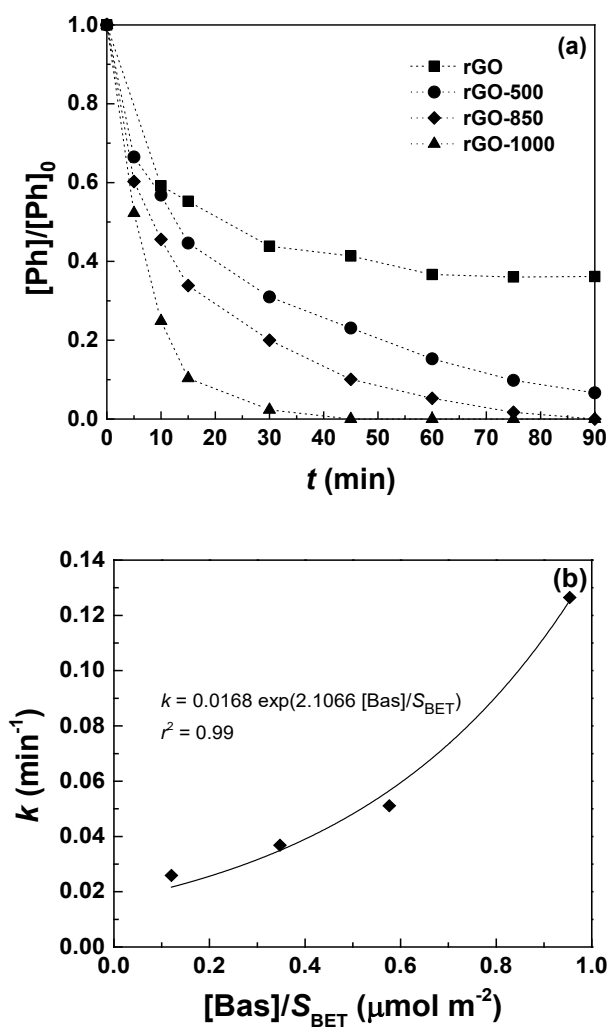 (a)
rGO
rGO-500
rGO-850
rGO-1000
1.0
0.8
0.6
0.4
0.2
0.0
[Ph]/[Ph]₀
0 10 20 30 40 50 60 70 80 90
t (min)
(b)
0.14
0.12
0.10
0.08
0.06
0.04
0.02
0.00
k (min⁻¹)
k = 0.0168 exp(2.1066 [Bas]/S_BET)
r² = 0.99
0.0 0.2 0.4 0.6 0.8 1.0
[Bas]/S_BET (μmol m⁻²)